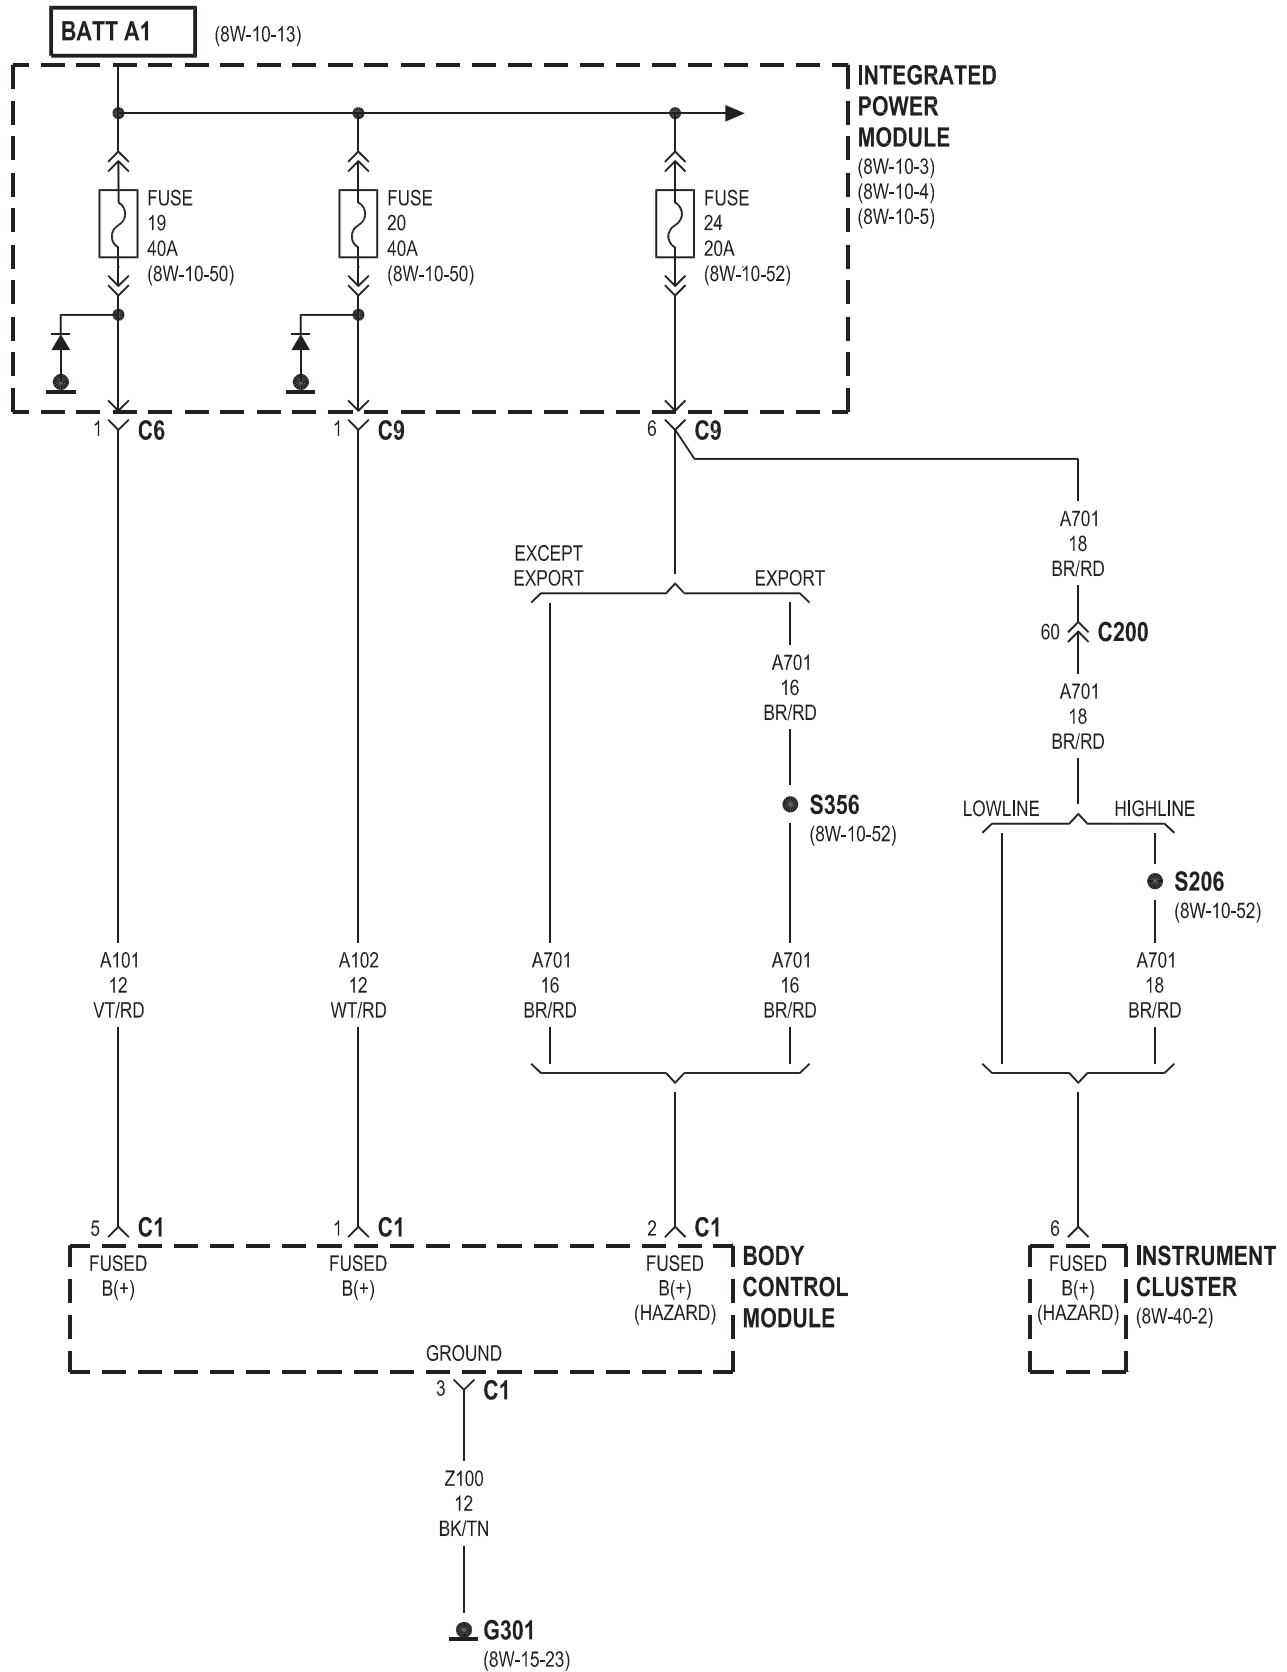 BATT A1
(8W-10-13)
INTEGRATED
POWER
MODULE
(8W-10-3)
(8W-10-4)
(8W-10-5)
FUSE
19
40A
(8W-10-50)
FUSE
20
40A
(8W-10-50)
FUSE
24
20A
(8W-10-52)
1 C6
1 C9
6 C9
A701
18
BR/RD
EXCEPT
EXPORT
EXPORT
60 C200
A701
16
BR/RD
A701
18
BR/RD
S356
(8W-10-52)
LOWLINE
HIGHLINE
S206
(8W-10-52)
A101
12
VT/RD
A102
12
WT/RD
A701
16
BR/RD
A701
16
BR/RD
A701
18
BR/RD
5 C1
1 C1
2 C1
6
FUSED
B(+)
FUSED
B(+)
FUSED
B(+)
(HAZARD)
BODY
CONTROL
MODULE
FUSED
B(+)
(HAZARD)
INSTRUMENT
CLUSTER
(8W-40-2)
GROUND
3 C1
Z100
12
BK/TN
G301
(8W-15-23)